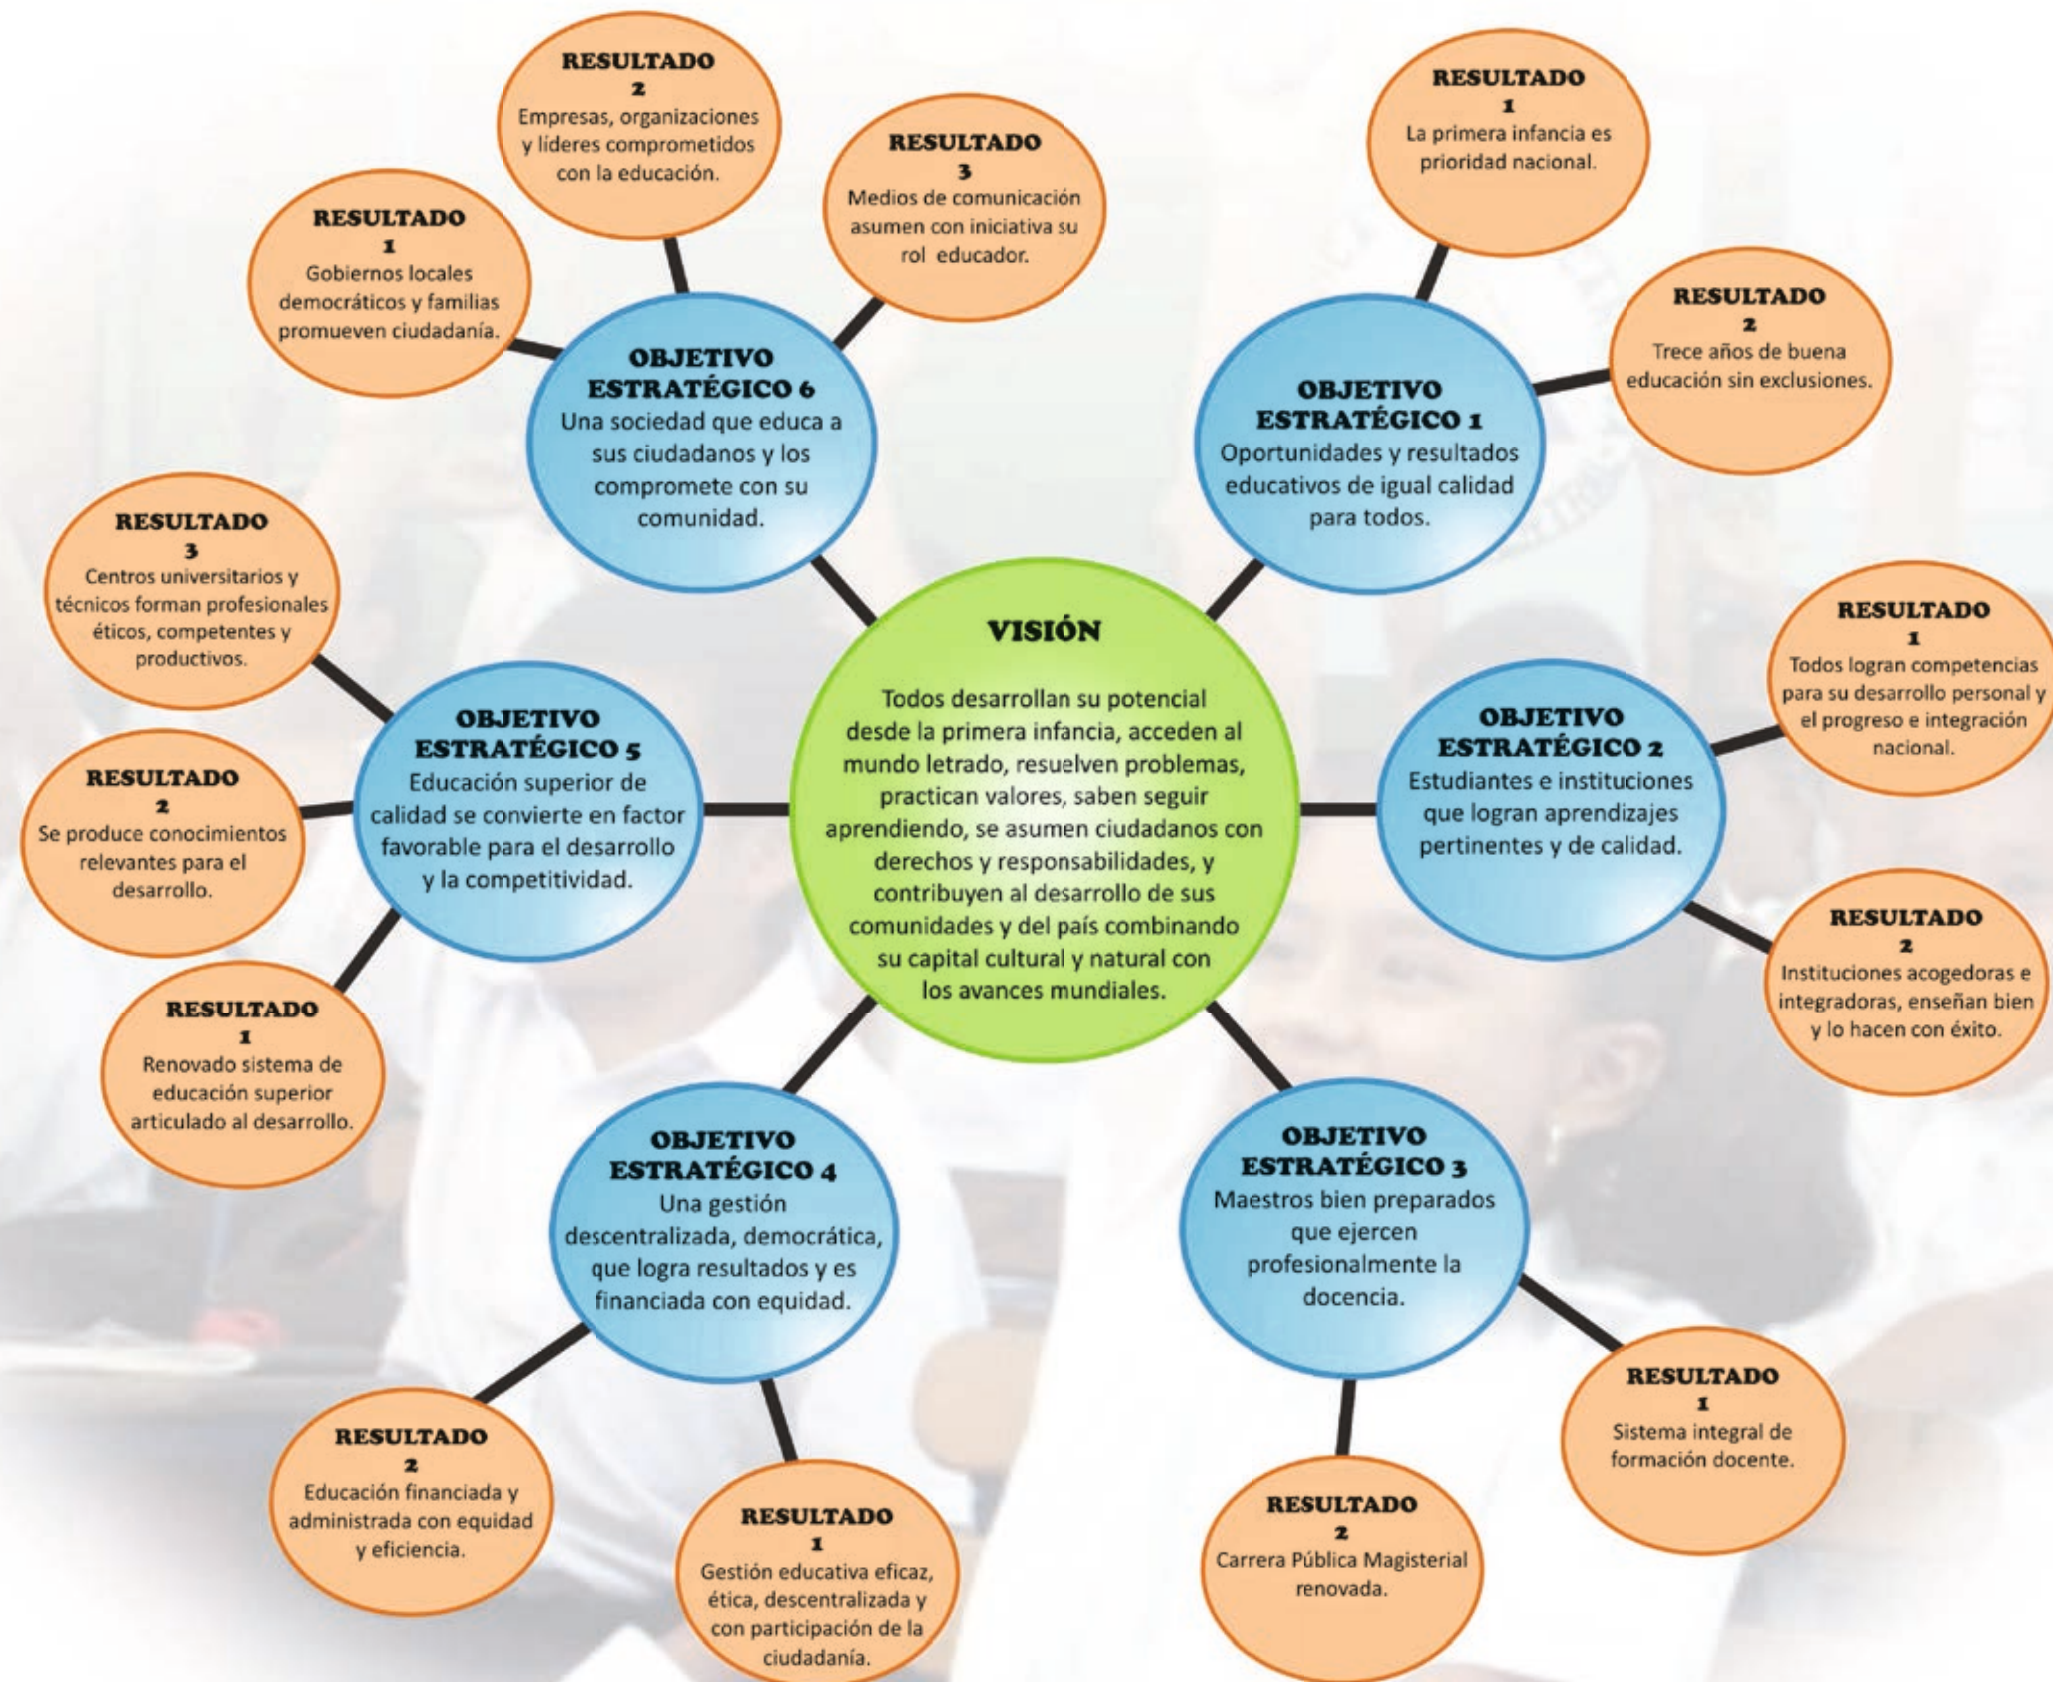 VISIÓN
Todos desarrollan su potencial
desde la primera infancia, acceden al
mundo letrado, resuelven problemas,
practican valores, saben seguir
aprendiendo, se asumen ciudadanos con
derechos y responsabilidades, y
contribuyen al desarrollo de sus
comunidades y del país combinando
su capital cultural y natural con
los avances mundiales.
OBJETIVO
ESTRATÉGICO 1
Oportunidades y resultados
educativos de igual calidad
para todos.
RESULTADO
1
La primera infancia es
prioridad nacional.
RESULTADO
2
Trece años de buena
educación sin exclusiones.
OBJETIVO
ESTRATÉGICO 2
Estudiantes e instituciones
que logran aprendizajes
pertinentes y de calidad.
RESULTADO
1
Todos logran competencias
para su desarrollo personal y
el progreso e integración
nacional.
RESULTADO
2
Instituciones acogedoras e
integradoras, enseñan bien
y lo hacen con éxito.
OBJETIVO
ESTRATÉGICO 3
Maestros bien preparados
que ejercen
profesionalmente la
docencia.
RESULTADO
1
Sistema integral de
formación docente.
RESULTADO
2
Carrera Pública Magisterial
renovada.
OBJETIVO
ESTRATÉGICO 4
Una gestión
descentralizada, democrática,
que logra resultados y es
financiada con equidad.
RESULTADO
1
Gestión educativa eficaz,
ética, descentralizada y
con participación de la
ciudadanía.
RESULTADO
2
Educación financiada y
administrada con equidad
y eficiencia.
OBJETIVO
ESTRATÉGICO 5
Educación superior de
calidad se convierte en factor
favorable para el desarrollo
y la competitividad.
RESULTADO
1
Renovado sistema de
educación superior
articulado al desarrollo.
RESULTADO
2
Se produce conocimientos
relevantes para el
desarrollo.
RESULTADO
3
Centros universitarios y
técnicos forman profesionales
éticos, competentes y
productivos.
OBJETIVO
ESTRATÉGICO 6
Una sociedad que educa a
sus ciudadanos y los
compromete con su
comunidad.
RESULTADO
1
Gobiernos locales
democráticos y familias
promueven ciudadanía.
RESULTADO
2
Empresas, organizaciones
y líderes comprometidos
con la educación.
RESULTADO
3
Medios de comunicación
asumen con iniciativa su
rol educador.